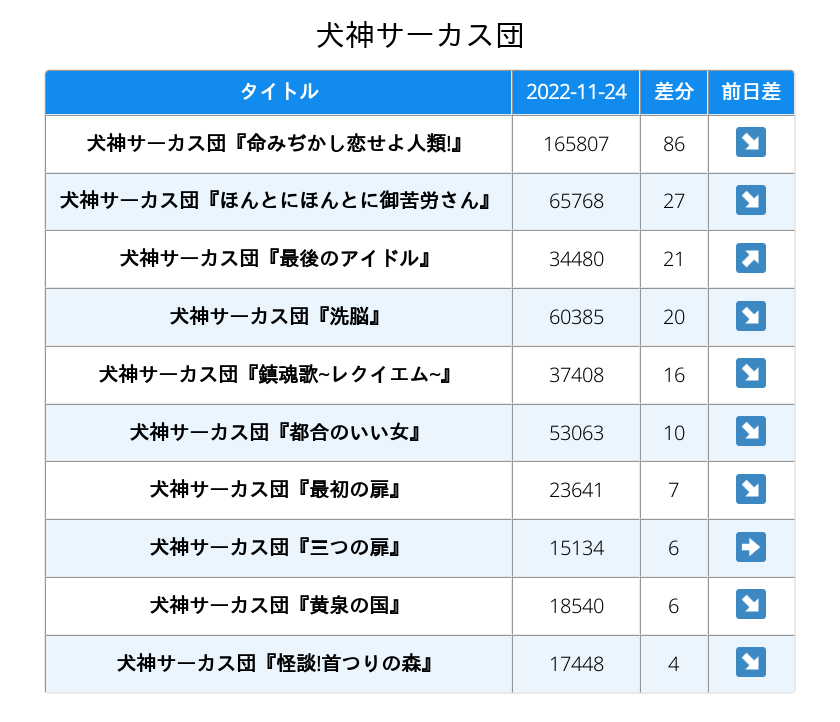 犬神サーカス団
タイトル 2022-11-24 差分 前日差
犬神サーカス団『命みぢかし恋せよ人類!』 165807 86 ↘
犬神サーカス団『ほんとにほんとに御苦労さん』 65768 27 ↘
犬神サーカス団『最後のアイドル』 34480 21 ↗
犬神サーカス団『洗脳』 60385 20 ↘
犬神サーカス団『鎮魂歌~レクイエム~』 37408 16 ↘
犬神サーカス団『都合のいい女』 53063 10 ↘
犬神サーカス団『最初の扉』 23641 7 ↘
犬神サーカス団『三つの扉』 15134 6 ➡
犬神サーカス団『黄泉の国』 18540 6 ↘
犬神サーカス団『怪談!首つりの森』 17448 4 ↘